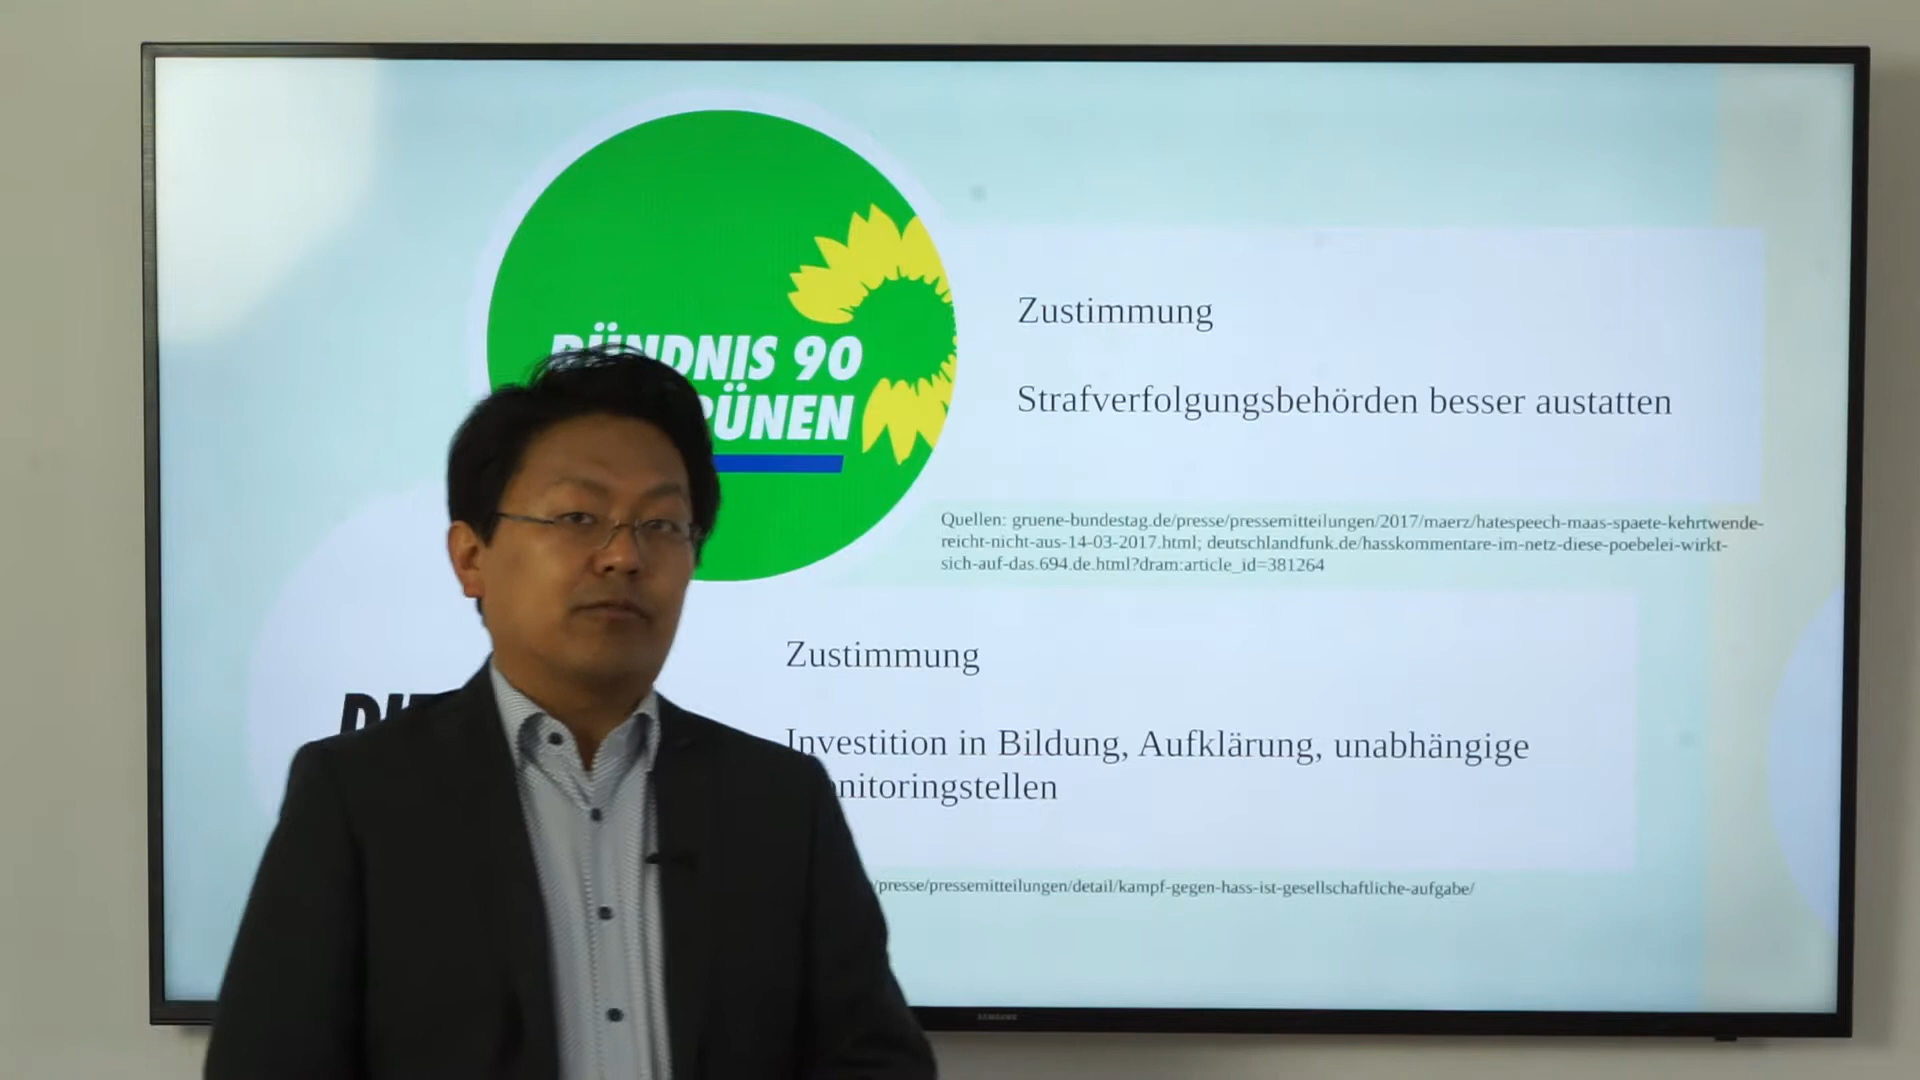 BÜNDNIS 90
GRÜNEN
Zustimmung
Strafverfolgungsbehörden besser austatten
Quellen: gruene-bundestag.de/presse/pressemitteilungen/2017/maerz/hatespeech-maas-spaete-kehrtwende-
reicht-nicht-aus-14-03-2017.html; deutschlandfunk.de/hasskommentare-im-netz-diese-poebelei-wirkt-
sich-auf-das.694.de.html?dram:article_id=381264
Zustimmung
Investition in Bildung, Aufklärung, unabhängige
nitoringstellen
/presse/pressemitteilungen/detail/kampf-gegen-hass-ist-gesellschaftliche-aufgabe/
SAMSUNG